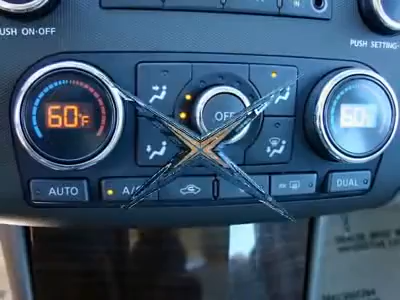 PUSH ON·OFF
PUSH SETTING·
60°F
OFF
60°F
AUTO
A/C
DUAL